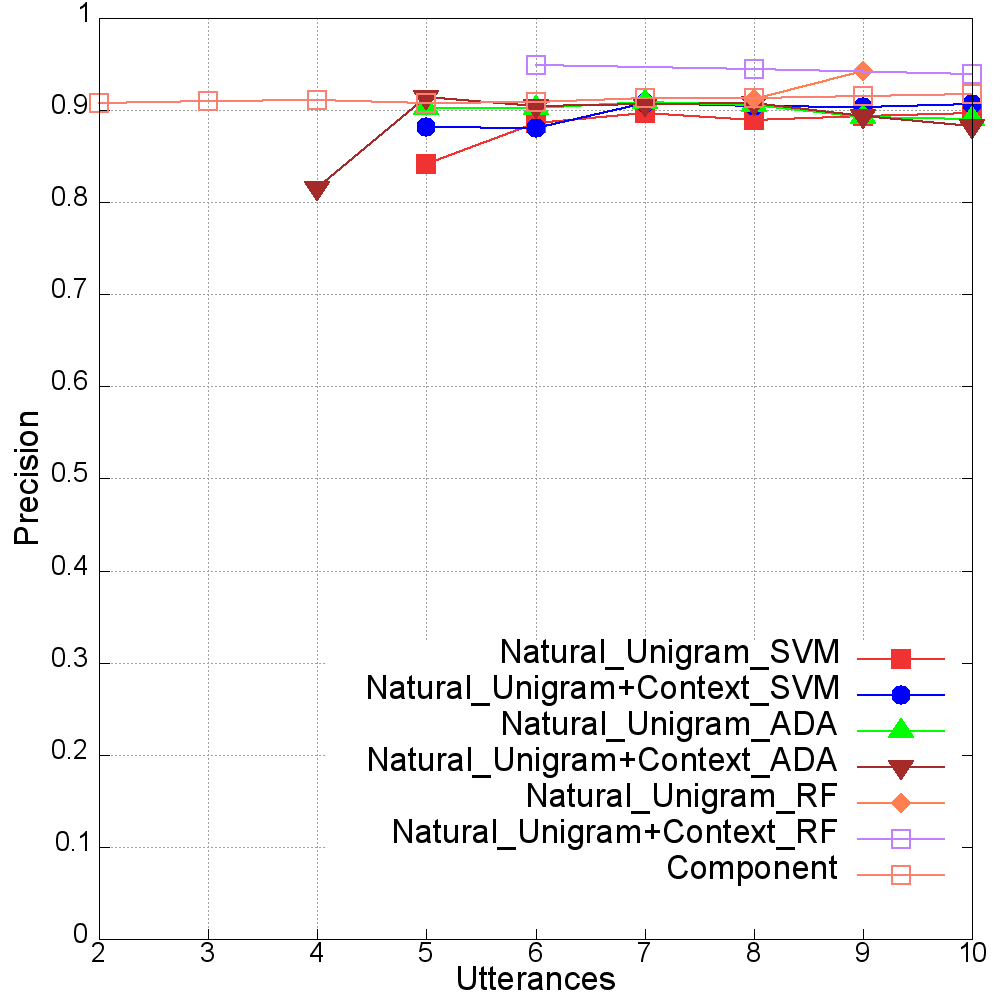 1
0.9
0.8
0.7
0.6
0.5
0.4
0.3
0.2
0.1
0
Precision
Natural_Unigram_SVM
Natural_Unigram+Context_SVM
Natural_Unigram_ADA
Natural_Unigram+Context_ADA
Natural_Unigram_RF
Natural_Unigram+Context_RF
Component
2 3 4 5 6 7 8 9 10
Utterances